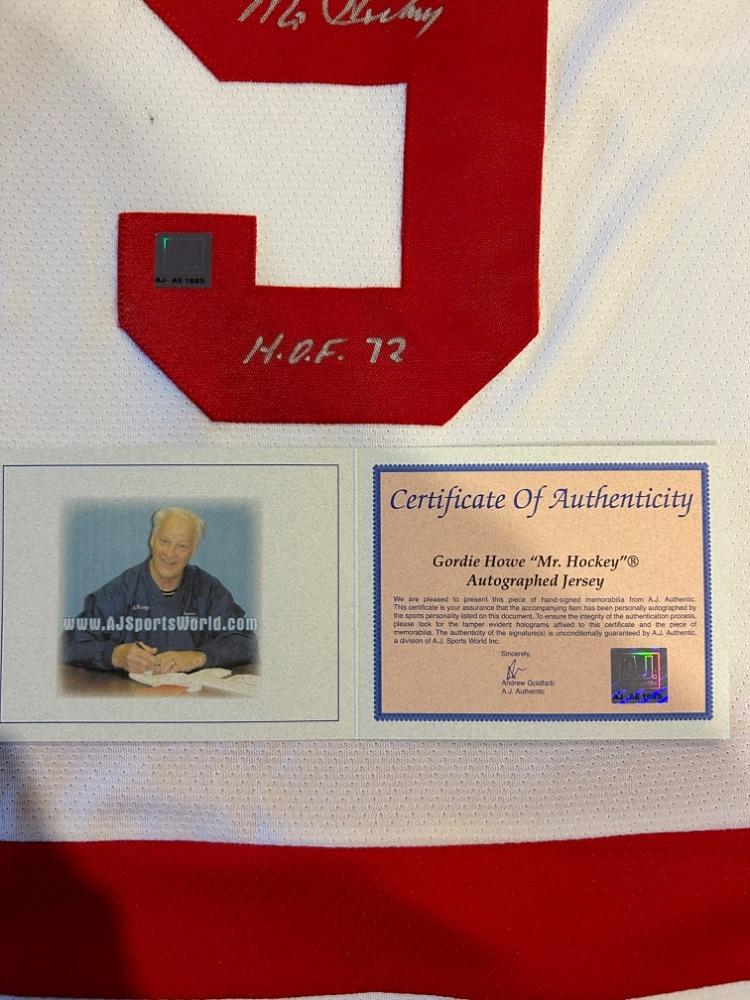 Mr Hockey
AJ AE1885
H.O.F. 72
www.AJSportsWorld.com
Certificate Of Authenticity
Gordie Howe "Mr. Hockey"®
Autographed Jersey
We are pleased to present this piece of hand-signed memorabilia from A.J. Authentic.
This certificate is your assurance that the accompanying item has been personally autographed by
the sports personality listed on this document. To ensure the integrity of the authentication process,
please look for the tamper evident holograms affixed to this certificate and the piece of
memorabilia. The authenticity of the signature(s) is unconditionally guaranteed by A.J. Authentic,
a division of A.J. Sports World Inc.
Sincerely,
Andrew Goldfarb
A.J. Authentic
AJ AE1885